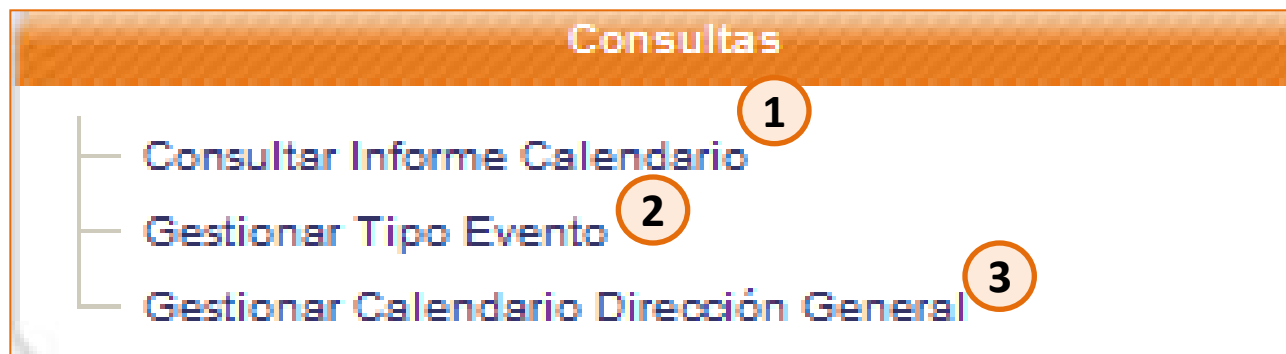 Consultas
1
Consultar Informe Calendario
2
Gestionar Tipo Evento
3
Gestionar Calendario Dirección General